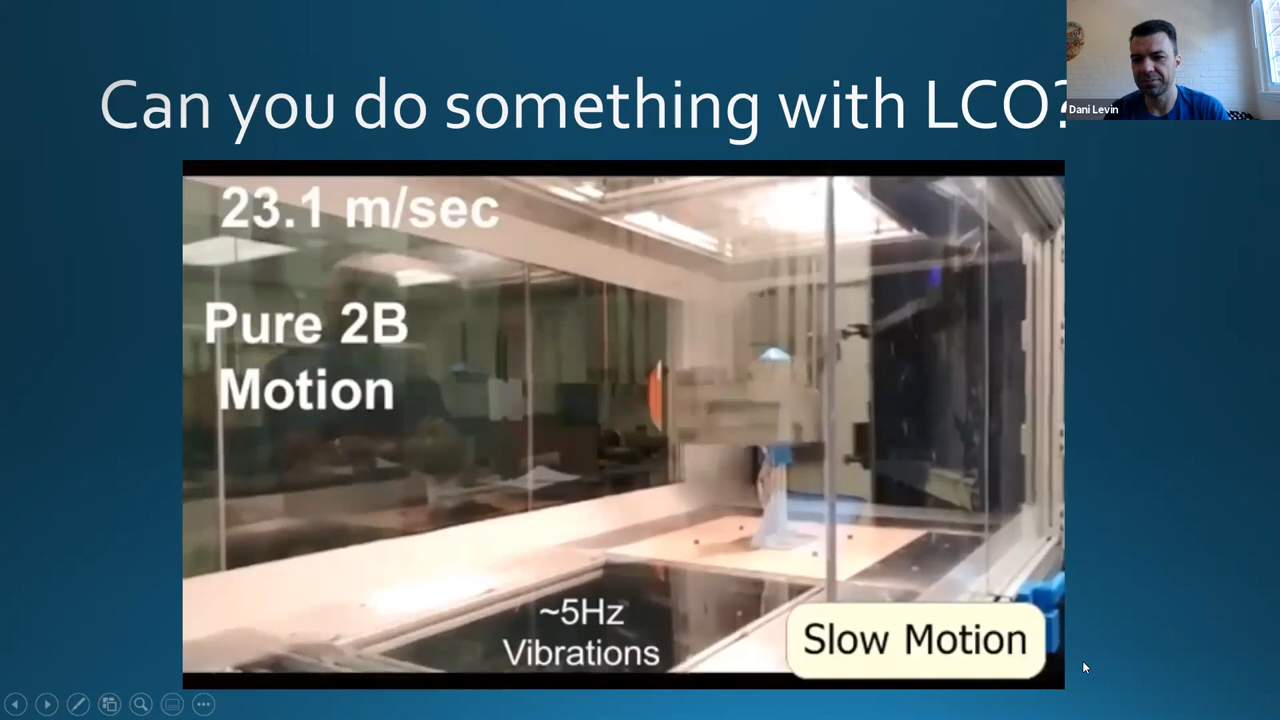 Can you do something with LCO?
Dani Levin
23.1 m/sec
Pure 2B
Motion
~5Hz
Vibrations
Slow Motion